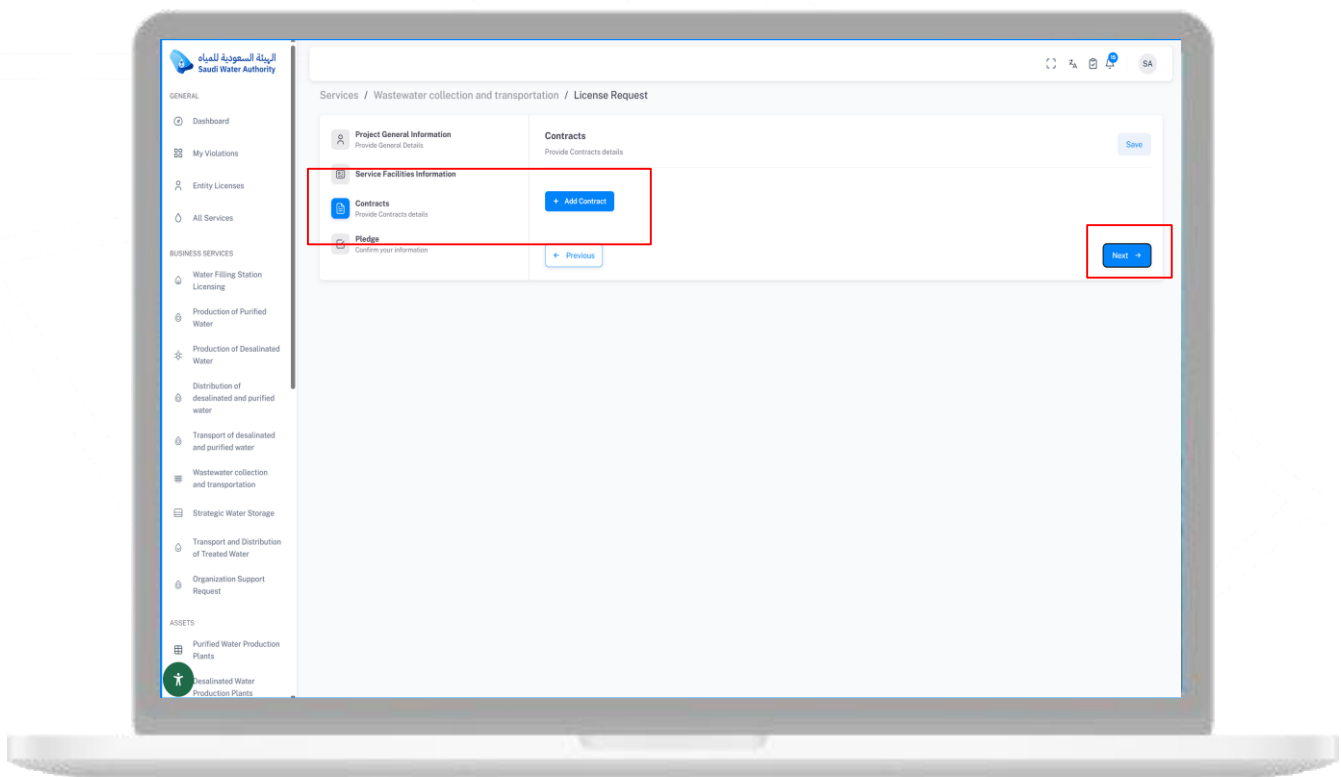 الهيئة السعودية للمياه
Saudi Water Authority
GENERAL
Dashboard
My Violations
Entity Licenses
All Services
BUSINESS SERVICES
Water Filling Station
Licensing
Production of Purified
Water
Production of Desalinated
Water
Distribution of
desalinated and purified
water
Transport of desalinated
and purified water
Wastewater collection
and transportation
Strategic Water Storage
Transport and Distribution
of Treated Water
Organization Support
Request
ASSETS
Purified Water Production
Plants
Desalinated Water
Production Plants
SA
Services / Wastewater collection and transportation / License Request
Project General Information
Provide General Details
Service Facilities Information
Contracts
Provide Contracts details
Pledge
Confirm your information
Contracts
Provide Contracts details
Save
+ Add Contract
← Previous
Next →